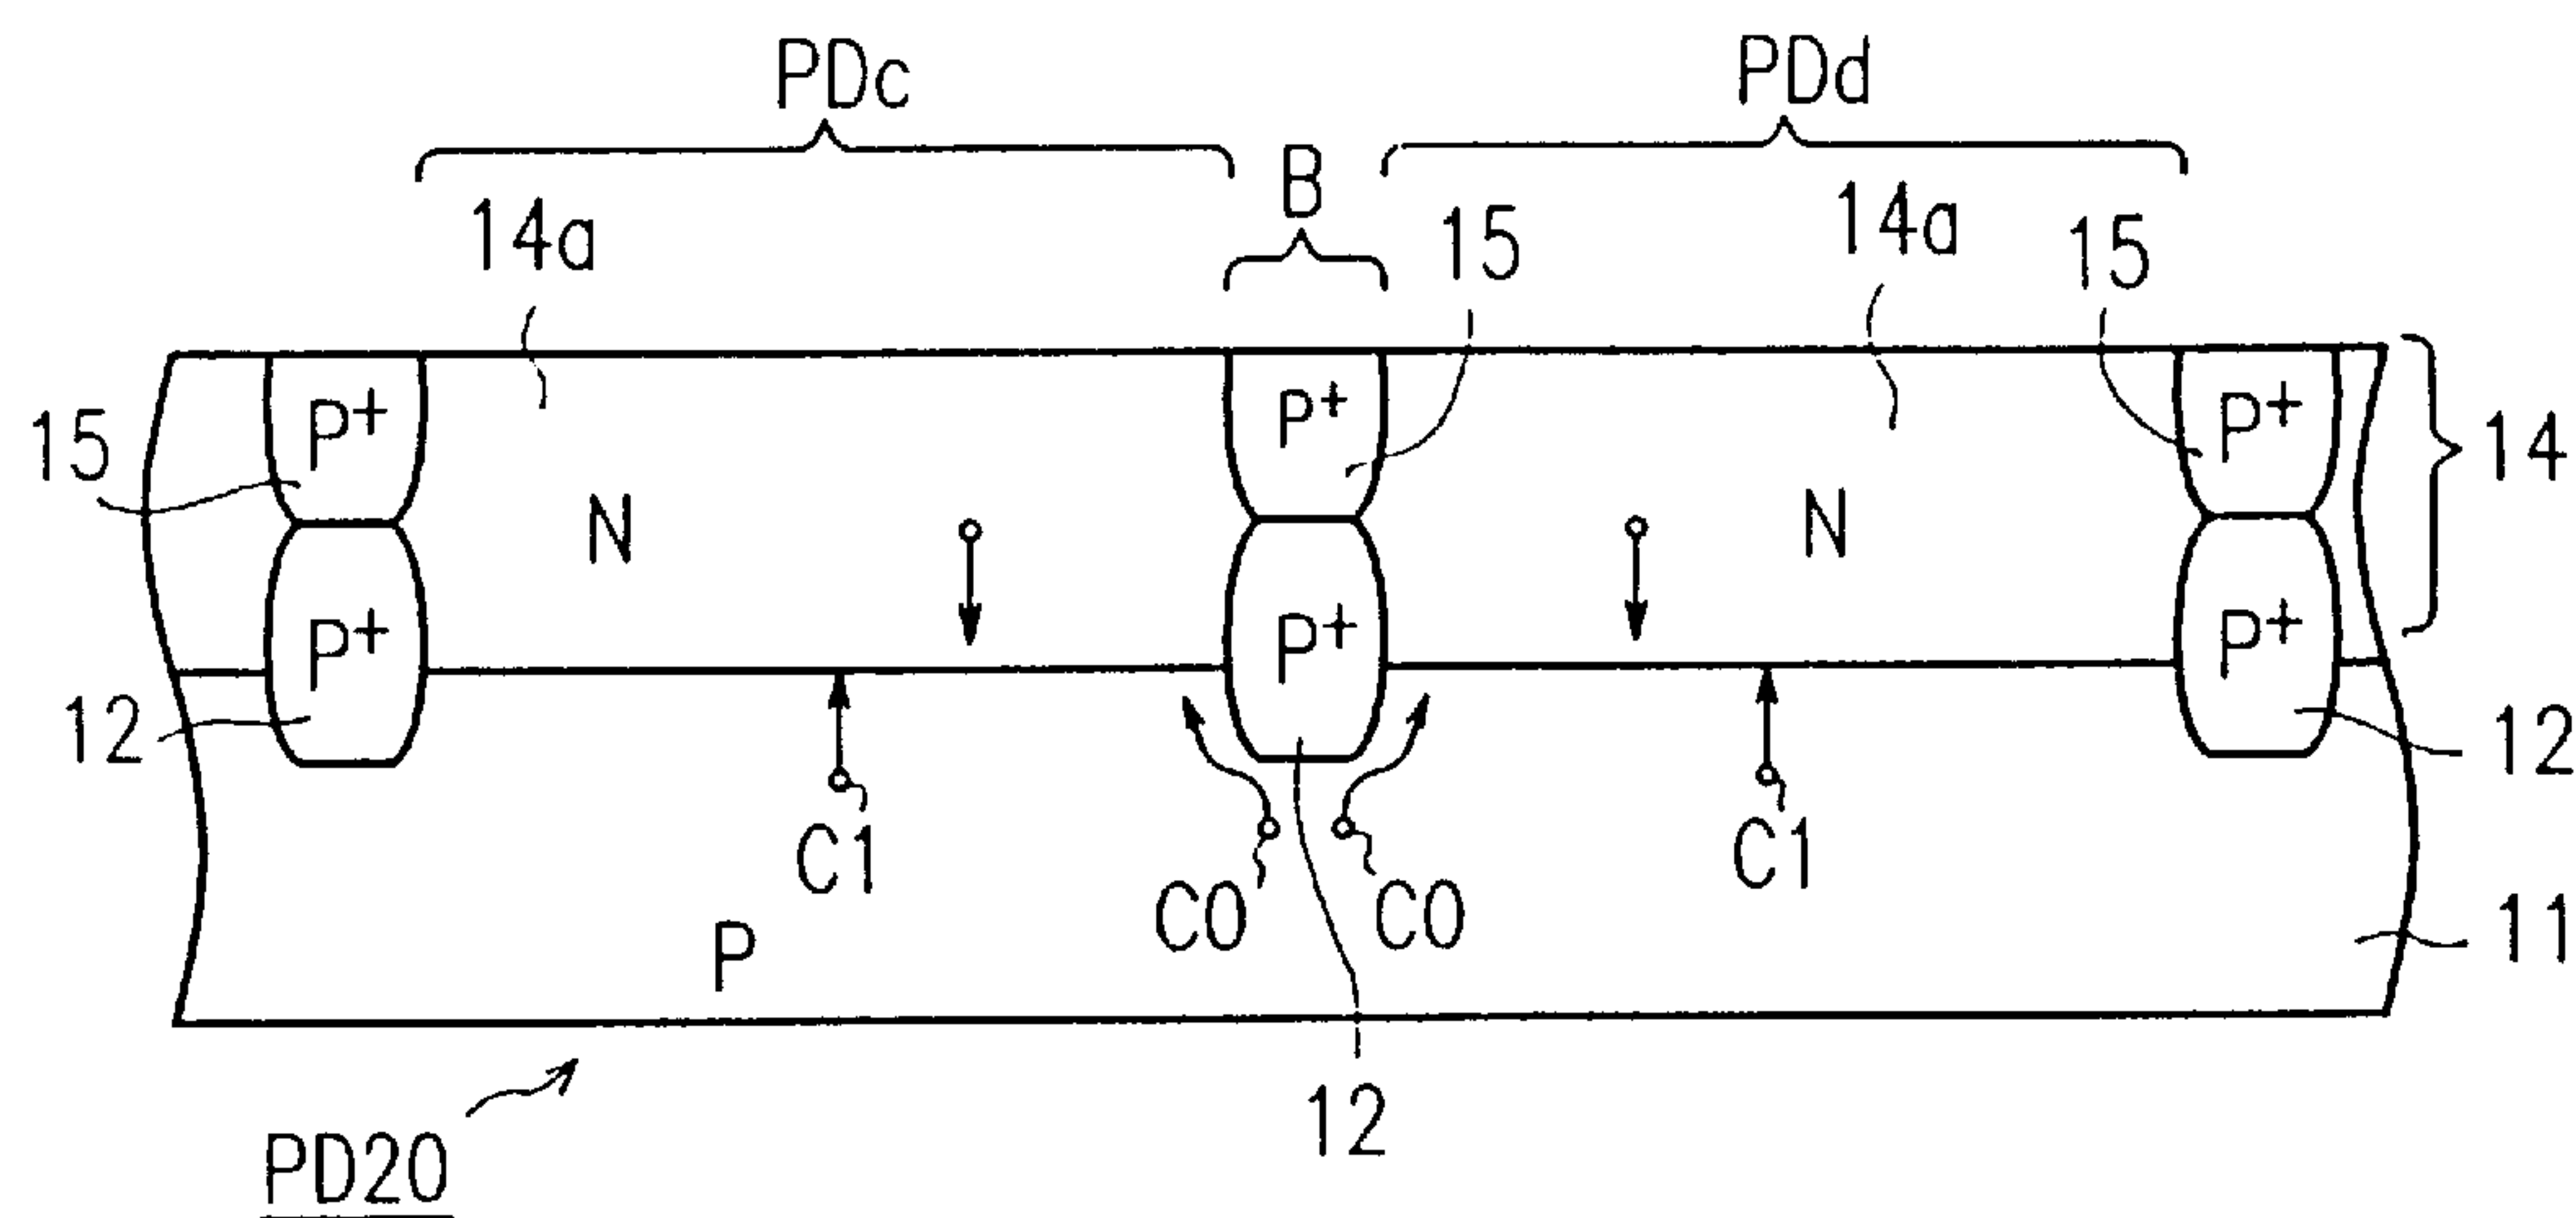 PDc PDd
B
14a 15 14a 15
P+ P+ P+
15 14
N N
P+ P+ P+
12 12
C1 C1
C0 C0
P 11
12
PD20